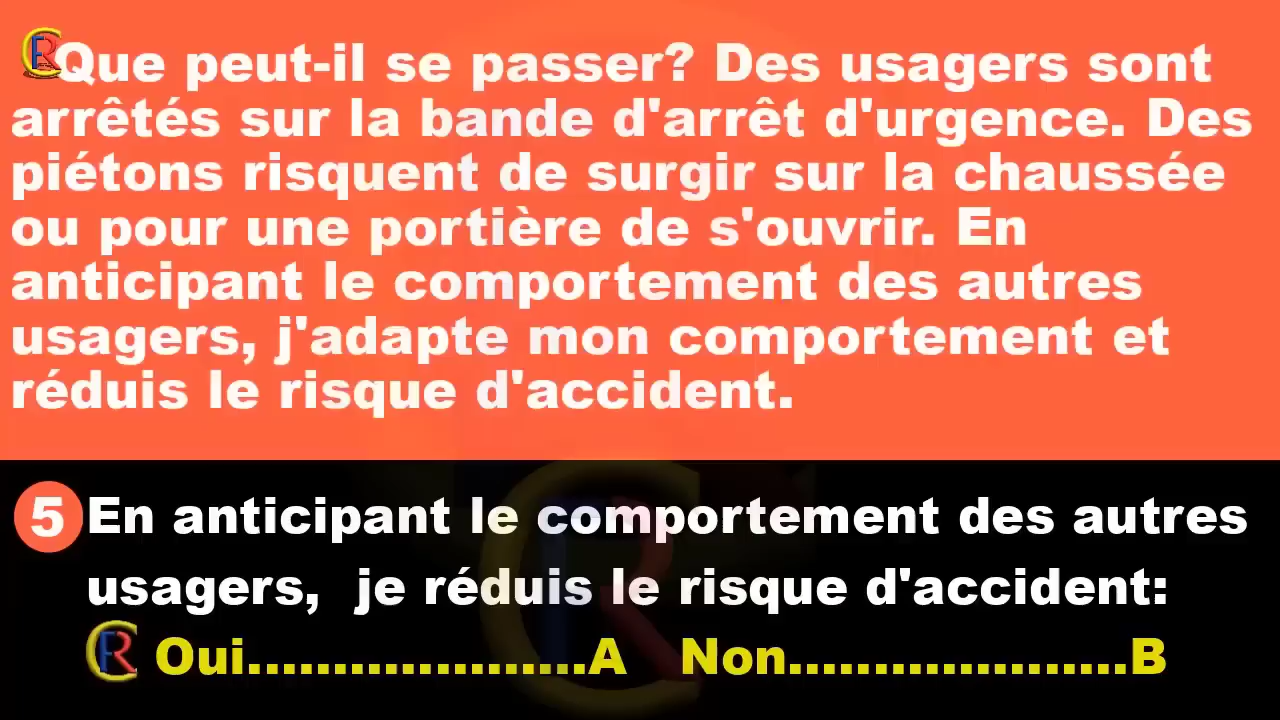 Que peut-il se passer? Des usagers sont
arrêtés sur la bande d'arrêt d'urgence. Des
piétons risquent de surgir sur la chaussée
ou pour une portière de s'ouvrir. En
anticipant le comportement des autres
usagers, j'adapte mon comportement et
réduis le risque d'accident.
5 En anticipant le comportement des autres
usagers,  je réduis le risque d'accident:
Oui....................A Non....................B